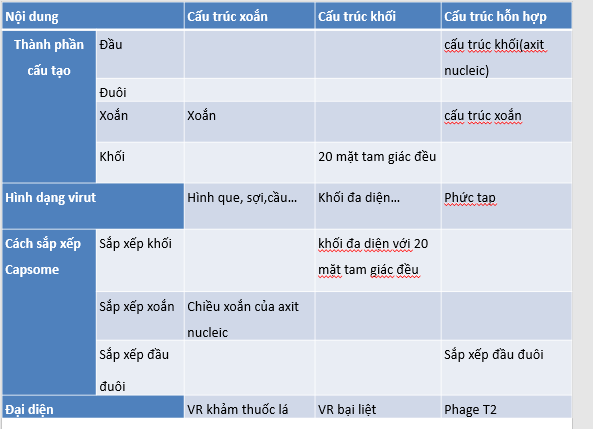 Nội dung Cấu trúc xoắn Cấu trúc khối Cấu trúc hỗn hợp
Thành phần Đầu cấu trúc khối(axit
cấu tạo nucleic)
Đuôi
Xoắn Xoắn cấu trúc xoắn
Khối 20 mặt tam giác đều
Hình dạng virut Hình que, sợi,cầu... Khối đa diện... Phức tap
Cách sắp xếp Sắp xếp khối khối đa diện với 20
Capsome mặt tam giác đều
Sắp xếp xoắn Chiều xoắn của axit
nucleic
Sắp xếp đầu Sắp xếp đầu đuôi
đuôi
Đại diện VR khảm thuốc lá VR bại liệt Phage T2